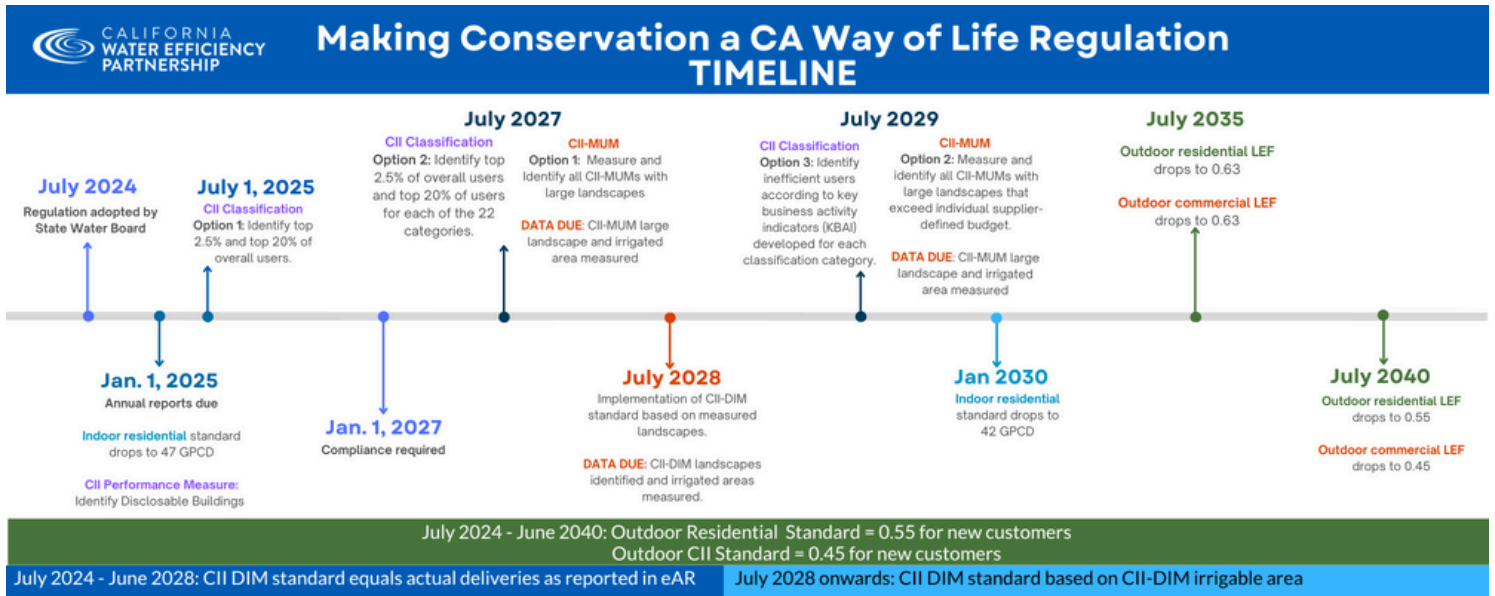 CALIFORNIA
WATER EFFICIENCY
PARTNERSHIP
Making Conservation a CA Way of Life Regulation
TIMELINE
July 2024
Regulation adopted by
State Water Board
July 1, 2025
CII Classification
Option 1: Identify top
2.5% and top 20% of
overall users.
July 2027
CII Classification
Option 2: Identify top
2.5% of overall users
and top 20% of users
for each of the 22
categories.
CII-MUM
Option 1: Measure and
Identify all CII-MUMs with
large landscapes
DATA DUE: CII-MUM large
landscape and irrigated
area measured
July 2029
CII Classification
Option 3: Identify
inefficient users
according to key
business activity
indicators (KBAI)
developed for each
classification category.
CII-MUM
Option 2: Measure and
identify all CII-MUMs with
large landscapes that
exceed individual supplier-
defined budget.
DATA DUE: CII-MUM large
landscape and irrigated
area measured
July 2035
Outdoor residential LEF
drops to 0.63
Outdoor commercial LEF
drops to 0.63
Jan. 1, 2025
Annual reports due
Indoor residential standard
drops to 47 GPCD
CII Performance Measure:
Identify Disclosable Buildings
Jan. 1, 2027
Compliance required
July 2028
Implementation of CII-DIM
standard based on measured
landscapes.
DATA DUE: CII-DIM landscapes
identified and irrigated areas
measured.
Jan 2030
Indoor residential
standard drops to
42 GPCD
July 2040
Outdoor residential LEF
drops to 0.55
Outdoor commercial LEF
drops to 0.45
July 2024 - June 2040: Outdoor Residential Standard = 0.55 for new customers
Outdoor CII Standard = 0.45 for new customers
July 2024 - June 2028: CII DIM standard equals actual deliveries as reported in eAR
July 2028 onwards: CII DIM standard based on CII-DIM irrigable area